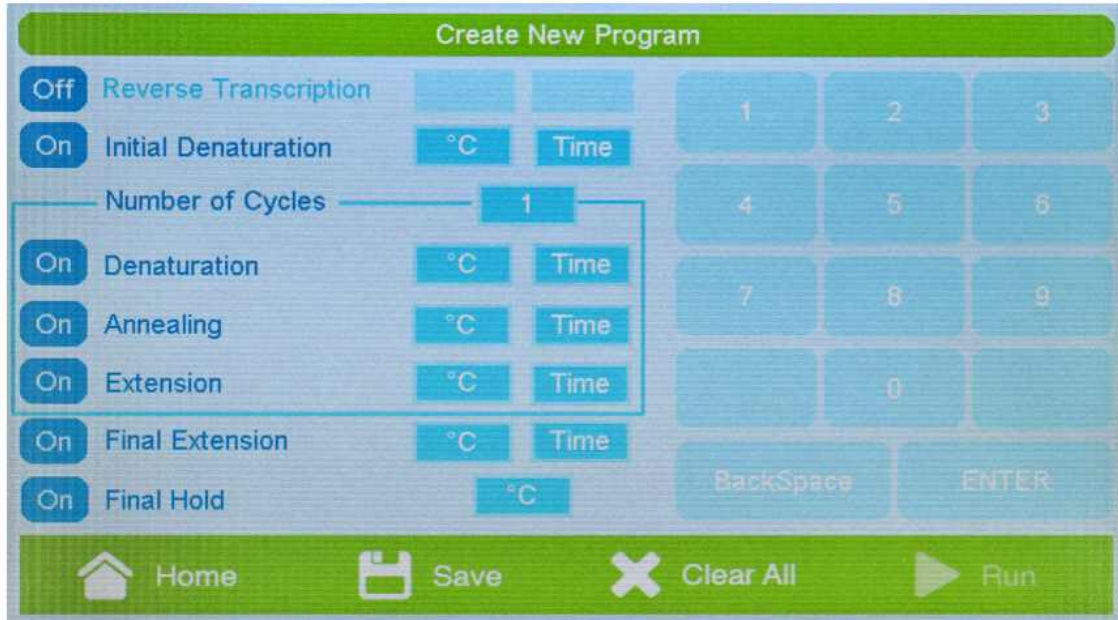 Create New Program
Off Reverse Transcription
On Initial Denaturation °C Time
Number of Cycles 1
On Denaturation °C Time
On Annealing °C Time
On Extension °C Time
On Final Extension °C Time
On Final Hold °C
1 2 3
4 5 6
7 8 9
0
BackSpace ENTER
Home Save Clear All Run